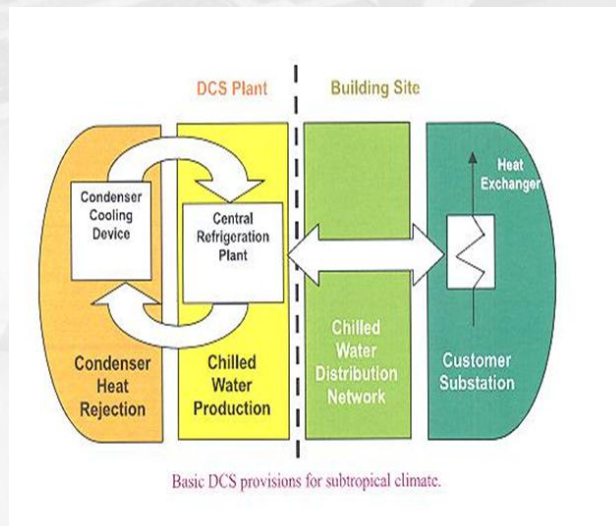 DCS Plant
Building Site
Condenser
Cooling
Device
Central
Refrigeration
Plant
Heat
Exchanger
Condenser
Heat
Rejection
Chilled
Water
Production
Chilled
Water
Distribution
Network
Customer
Substation
Basic DCS provisions for subtropical climate.